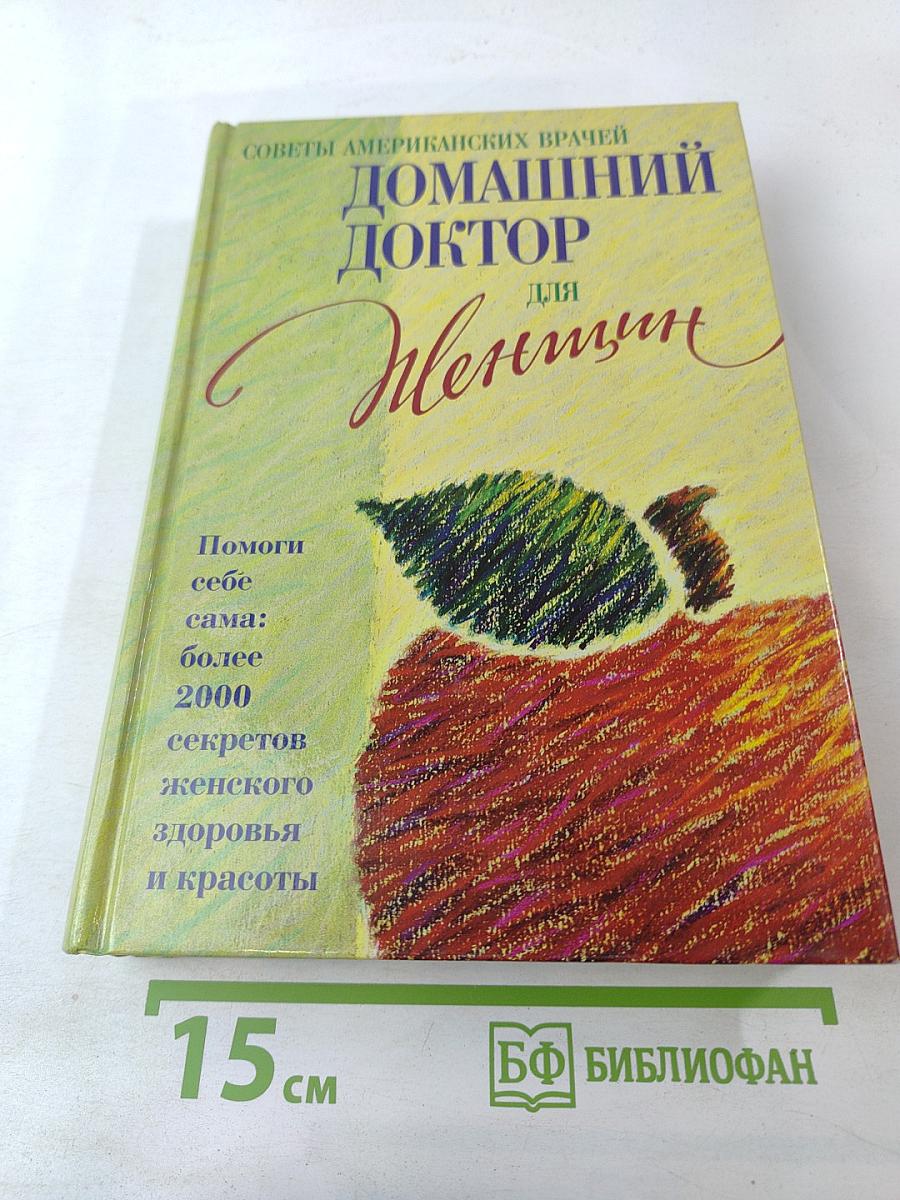 СОВЕТЫ АМЕРИКАНСКИХ ВРАЧЕЙ
ДОМАШНИЙ
ДОКТОР
ДЛЯ
Женщин
Помоги
себе
сама:
более
2000
секретов
женского
здоровья
и красоты
15 см
БФ БИБЛИОФАН